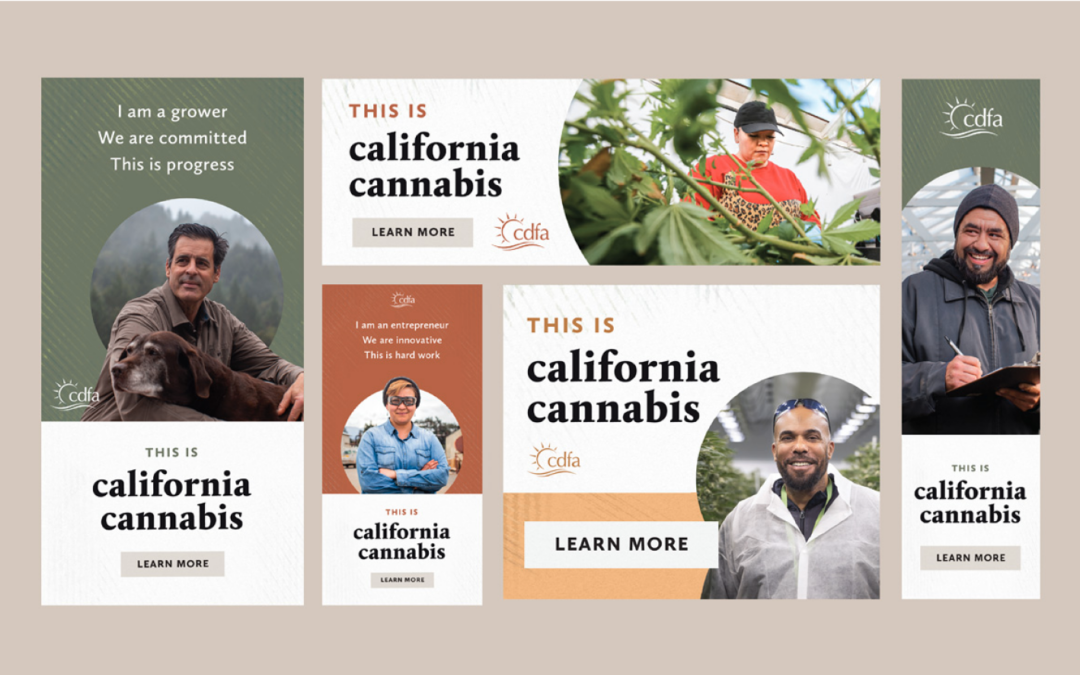 I am a grower
We are committed
This is progress
cdfa
THIS IS
california
cannabis
LEARN MORE
THIS IS
california
cannabis
LEARN MORE
cdfa
cdfa
I am an entrepreneur
We are innovative
This is hard work
THIS IS
california
cannabis
LEARN MORE
THIS IS
california
cannabis
cdfa
LEARN MORE
cdfa
THIS IS
california
cannabis
LEARN MORE